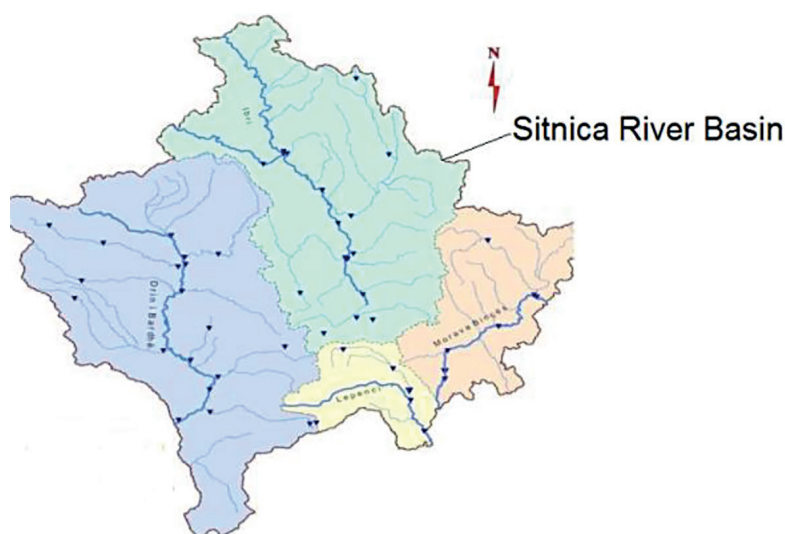 N
Sitnica River Basin
Ibri
Drini Bardhë
Morava Binçës
Lepenci